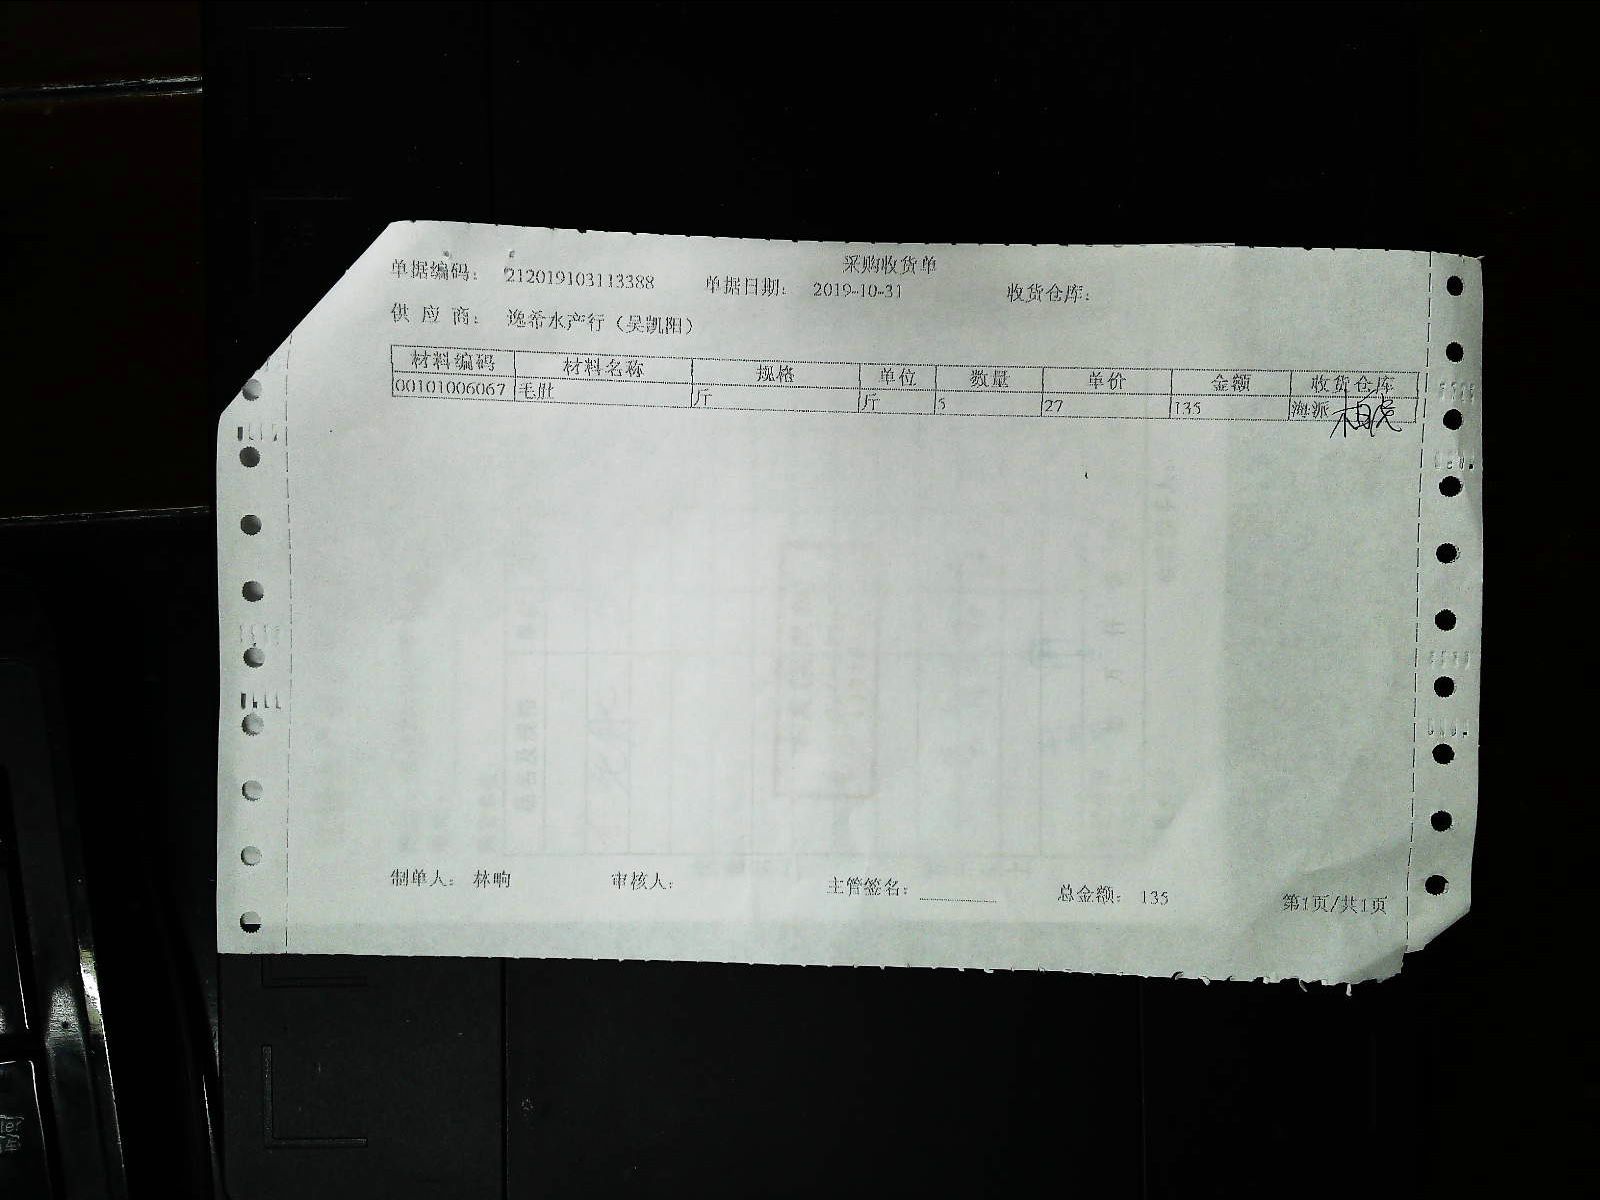 采购收货单
单据编码： 212019103113388 单据日期： 2019-10-31 收货仓库：
供 应 商： 逸希水产行（吴凯阳）
材料编码 材料名称 规格 单位 数量 单价 金额 收货仓库
00101006067 毛肚 斤 斤 5 27 135 海派
制单人： 林晌 审核人： 主管签名： 总金额： 135 第1页/共1页